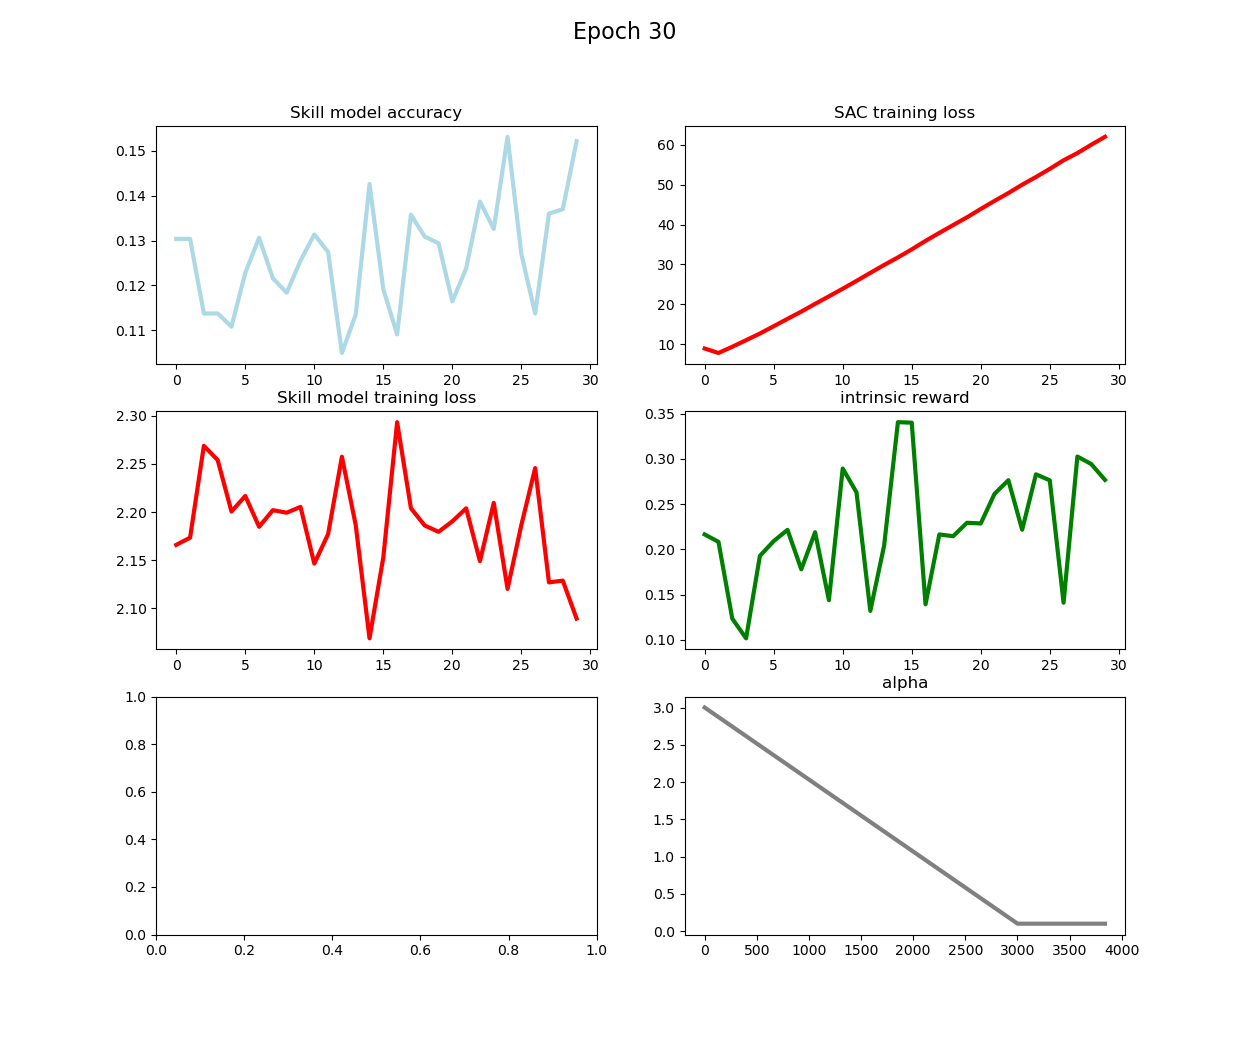 Epoch 30
Skill model accuracy
0.15
0.14
0.13
0.12
0.11
0 5 10 15 20 25 30
SAC training loss
60
50
40
30
20
10
0 5 10 15 20 25 30
Skill model training loss
2.30
2.25
2.20
2.15
2.10
0 5 10 15 20 25 30
intrinsic reward
0.35
0.30
0.25
0.20
0.15
0.10
0 5 10 15 20 25 30
1.0
0.8
0.6
0.4
0.2
0.0
0.0 0.2 0.4 0.6 0.8 1.0
alpha
3.0
2.5
2.0
1.5
1.0
0.5
0.0
0 500 1000 1500 2000 2500 3000 3500 4000